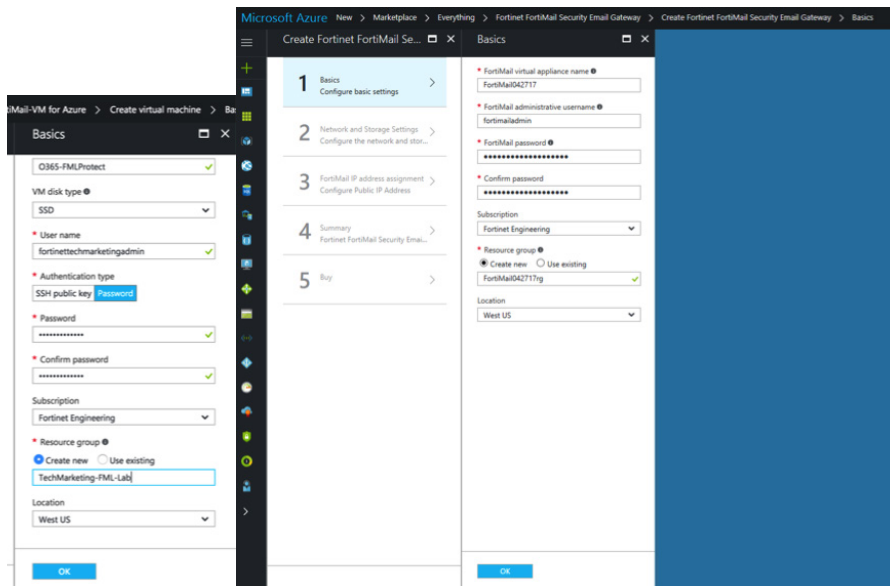 iMail-VM for Azure > Create virtual machine > Ba
Basics
O365-FMLProtect
VM disk type
SSD
* User name
fortinettechmarketingadmin
* Authentication type
SSH public key Password
* Password
•••••••••••••
* Confirm password
•••••••••••••
Subscription
Fortinet Engineering
* Resource group
Create new Use existing
TechMarketing-FML-Lab
Location
West US
OK
Microsoft Azure New > Marketplace > Everything > Fortinet FortiMail Security Email Gateway > Create Fortinet FortiMail Security Email Gateway > Basics
Create Fortinet FortiMail Se...
1 Basics
Configure basic settings
2 Network and Storage Settings
Configure the network and stor...
3 FortiMail IP address assignment
Configure Public IP Address
4 Summary
Fortinet FortiMail Security Emai...
5 Buy
Basics
* FortiMail virtual appliance name
FortiMail042717
* FortiMail administrative username
fortimailadmin
* FortiMail password
•••••••••••••••••••
* Confirm password
•••••••••••••••••••
Subscription
Fortinet Engineering
* Resource group
Create new Use existing
FortiMail042717rg
Location
West US
OK